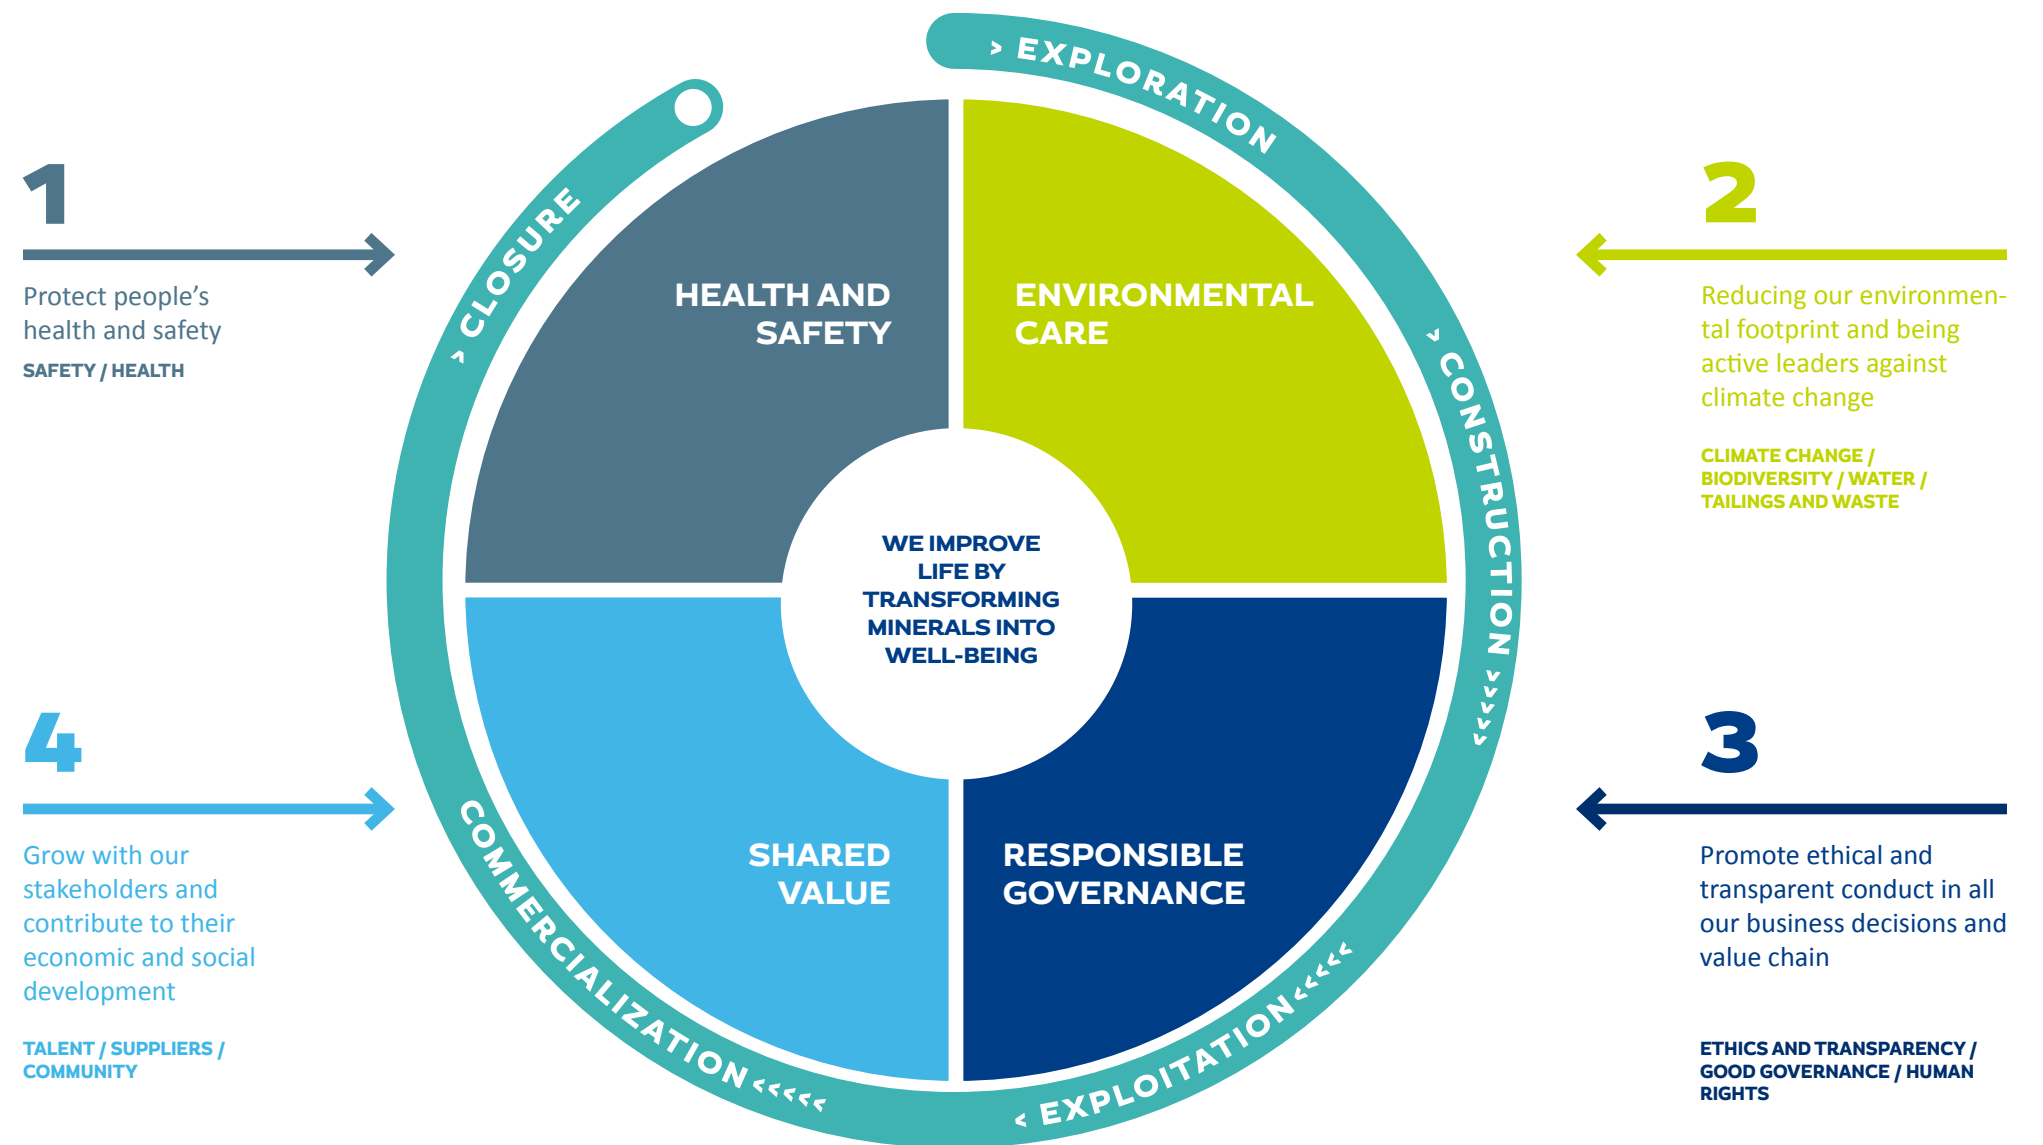 > EXPLORATION
> CONSTRUCTION >>>>>
< EXPLOITATION <<<<<
COMMERCIALIZATION <<<<<
> CLOSURE
1
Protect people’s
health and safety
SAFETY / HEALTH
2
Reducing our environmen-
tal footprint and being
active leaders against
climate change
CLIMATE CHANGE /
BIODIVERSITY / WATER /
TAILINGS AND WASTE
HEALTH AND
SAFETY
ENVIRONMENTAL
CARE
WE IMPROVE
LIFE BY
TRANSFORMING
MINERALS INTO
WELL-BEING
SHARED
VALUE
RESPONSIBLE
GOVERNANCE
4
Grow with our
stakeholders and
contribute to their
economic and social
development
TALENT / SUPPLIERS /
COMMUNITY
3
Promote ethical and
transparent conduct in all
our business decisions and
value chain
ETHICS AND TRANSPARENCY /
GOOD GOVERNANCE / HUMAN
RIGHTS